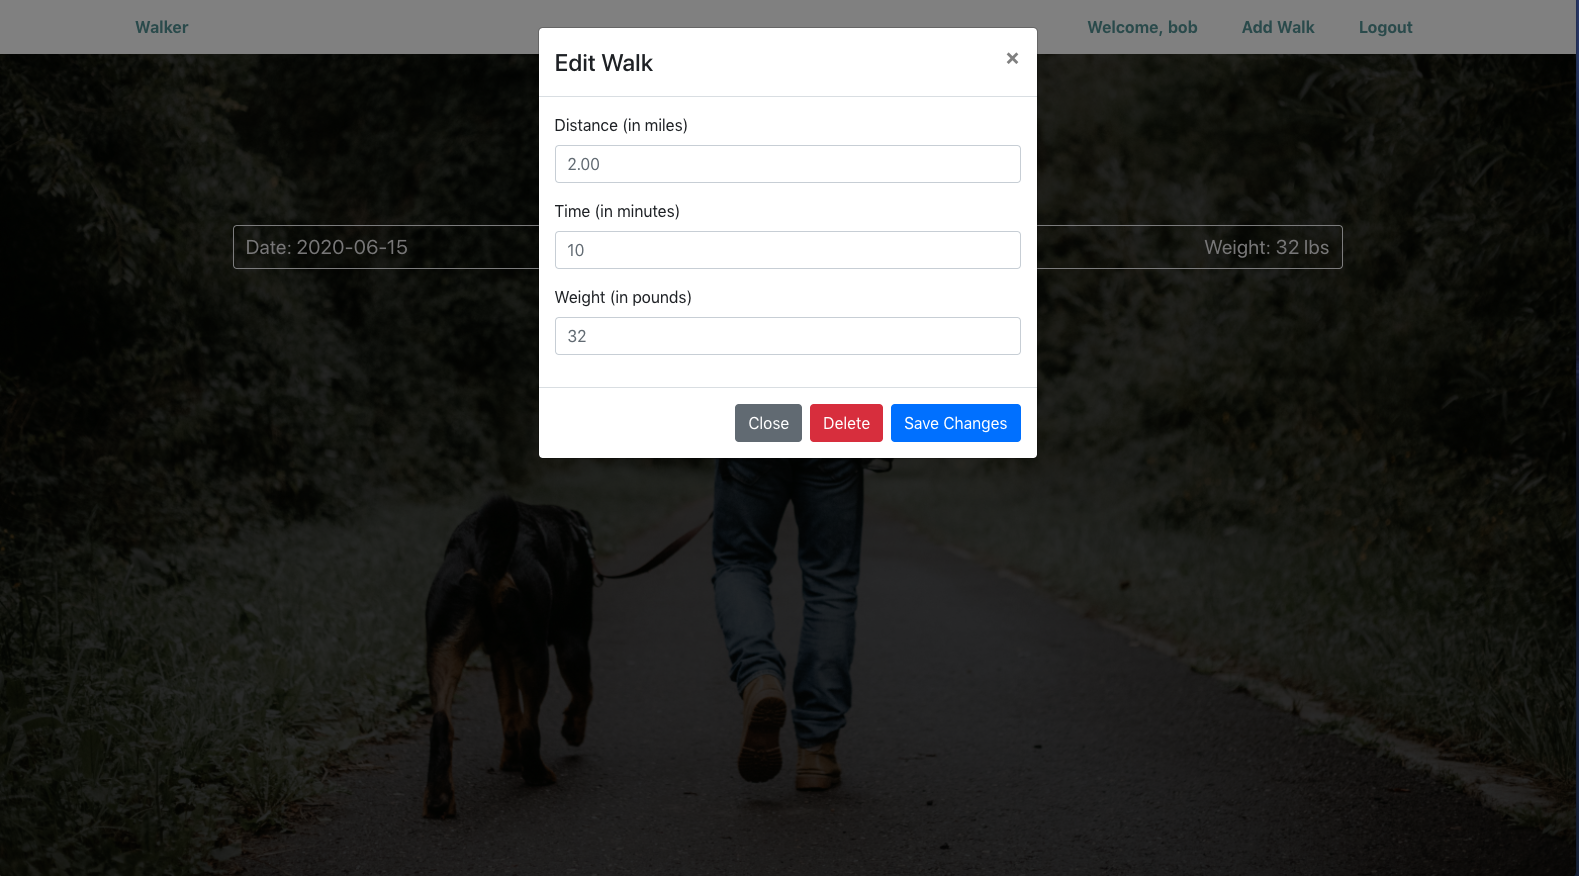 Walker
Welcome, bob
Add Walk
Logout
Edit Walk
×
Distance (in miles)
2.00
Time (in minutes)
10
Weight (in pounds)
32
Close
Delete
Save Changes
Date: 2020-06-15
Weight: 32 lbs